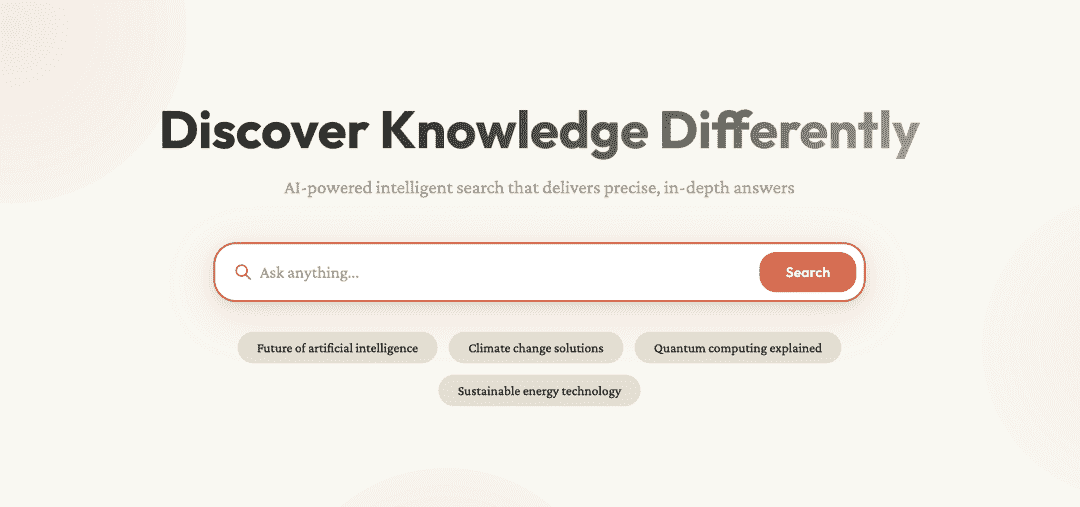 Discover Knowledge Differently
AI-powered intelligent search that delivers precise, in-depth answers
Ask anything...
Search
Future of artificial intelligence
Climate change solutions
Quantum computing explained
Sustainable energy technology